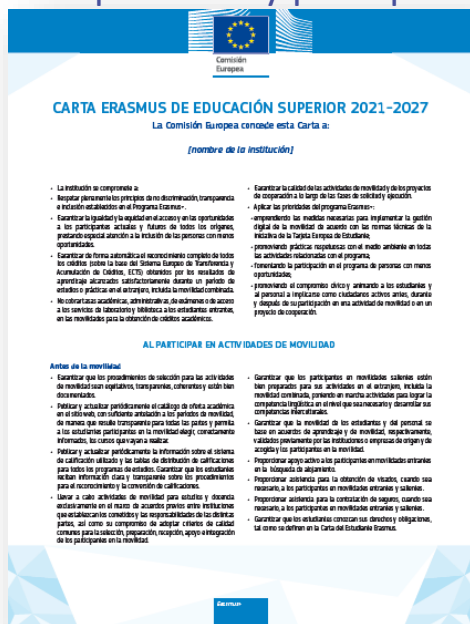 Comisión
Europea
CARTA ERASMUS DE EDUCACIÓN SUPERIOR 2021-2027
La Comisión Europea concede esta Carta a:
[nombre de la institución]
• La institución se compromete a:
• Respetar plenamente los principios de no discriminación, transparencia
e inclusión establecidos en el Programa Erasmus+.
• Garantizar la igualdad y la equidad en el acceso y en las oportunidades
a los participantes actuales y futuros de todos los orígenes,
prestando especial atención a la inclusión de las personas con menos
oportunidades.
• Garantizar de forma automática el reconocimiento completo de todos
los créditos (sobre la base del Sistema Europeo de Transferencia y
Acumulación de Créditos, ECTS) obtenidos por los resultados de
aprendizaje alcanzados satisfactoriamente durante un período de
estudios o prácticas en el extranjero, incluida la movilidad combinada.
• No cobrar tasas académicas, administrativas, de exámenes o de acceso
a los servicios de laboratorio y biblioteca a los estudiantes entrantes,
en las movilidades para la obtención de créditos académicos.
• Garantizar la calidad de las actividades de movilidad y de los proyectos
de cooperación a lo largo de las fases de solicitud y ejecución.
• Aplicar las prioridades del programa Erasmus+:
- emprendiendo las medidas necesarias para implementar la gestión
digital de la movilidad de acuerdo con las normas técnicas de la
iniciativa de la Tarjeta Europea de Estudiante;
- promoviendo prácticas respetuosas con el medio ambiente en todas
las actividades relacionadas con el programa;
- fomentando la participación en el programa de personas con menos
oportunidades;
- promoviendo el compromiso cívico y animando a los estudiantes y
al personal a implicarse como ciudadanos activos antes, durante
y después de su participación en una actividad de movilidad o en un
proyecto de cooperación.
AL PARTICIPAR EN ACTIVIDADES DE MOVILIDAD
Antes de la movilidad
• Garantizar que los procedimientos de selección para las actividades
de movilidad sean equitativos, transparentes, coherentes y estén bien
documentados.
• Publicar y actualizar periódicamente el catálogo de oferta académica
en el sitio web, con suficiente antelación a los períodos de movilidad,
de manera que resulte transparente para todas las partes y permita
a los estudiantes participantes en la movilidad elegir, correctamente
informados, los cursos que vayan a realizar.
• Publicar y actualizar periódicamente la información sobre el sistema
de calificación utilizado y las tablas de distribución de calificaciones
para todos los programas de estudios. Garantizar que los estudiantes
reciban información clara y transparente sobre los procedimientos
para el reconocimiento y la conversión de calificaciones.
• Llevar a cabo actividades de movilidad para estudios y docencia
exclusivamente en el marco de acuerdos previos entre instituciones
que establezcan los cometidos y las responsabilidades de las distintas
partes, así como su compromiso de adoptar criterios de calidad
comunes para la selección, preparación, recepción, apoyo e integración
de los participantes en la movilidad.
• Garantizar que los participantes en movilidades salientes estén
bien preparados para sus actividades en el extranjero, incluida la
movilidad combinada, poniendo en marcha actividades para lograr la
competencia lingüística en el nivel que sea necesario y desarrollar sus
competencias interculturales.
• Garantizar que la movilidad de los estudiantes y del personal se
base en acuerdos de aprendizaje y de movilidad, respectivamente,
validados previamente por las instituciones o empresas de origen y de
acogida y los participantes en la movilidad.
• Proporcionar apoyo activo a los participantes en movilidades entrantes
en la búsqueda de alojamiento.
• Proporcionar asistencia para la obtención de visados, cuando sea
necesario, a los participantes en movilidades entrantes y salientes.
• Proporcionar asistencia para la contratación de seguros, cuando sea
necesario, a los participantes en movilidades entrantes y salientes.
• Garantizar que los estudiantes conozcan sus derechos y obligaciones,
tal como se definen en la Carta del Estudiante Erasmus.
Erasmus+